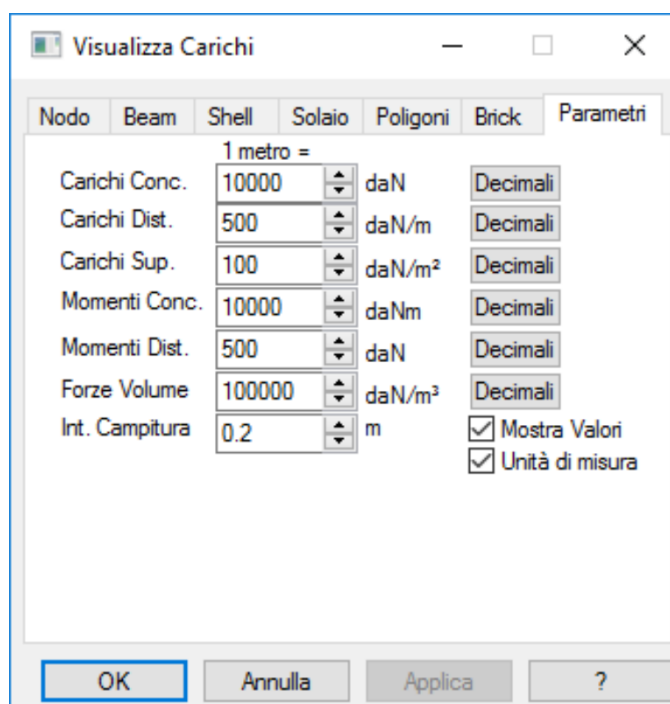 Visualizza Carichi
Nodo Beam Shell Solaio Poligoni Brick Parametri
1 metro =
Carichi Conc. 10000 daN Decimali
Carichi Dist. 500 daN/m Decimali
Carichi Sup. 100 daN/m² Decimali
Momenti Conc. 10000 daNm Decimali
Momenti Dist. 500 daN Decimali
Forze Volume 100000 daN/m³ Decimali
Int. Campitura 0.2 m Mostra Valori
Unità di misura
OK Annulla Applica ?